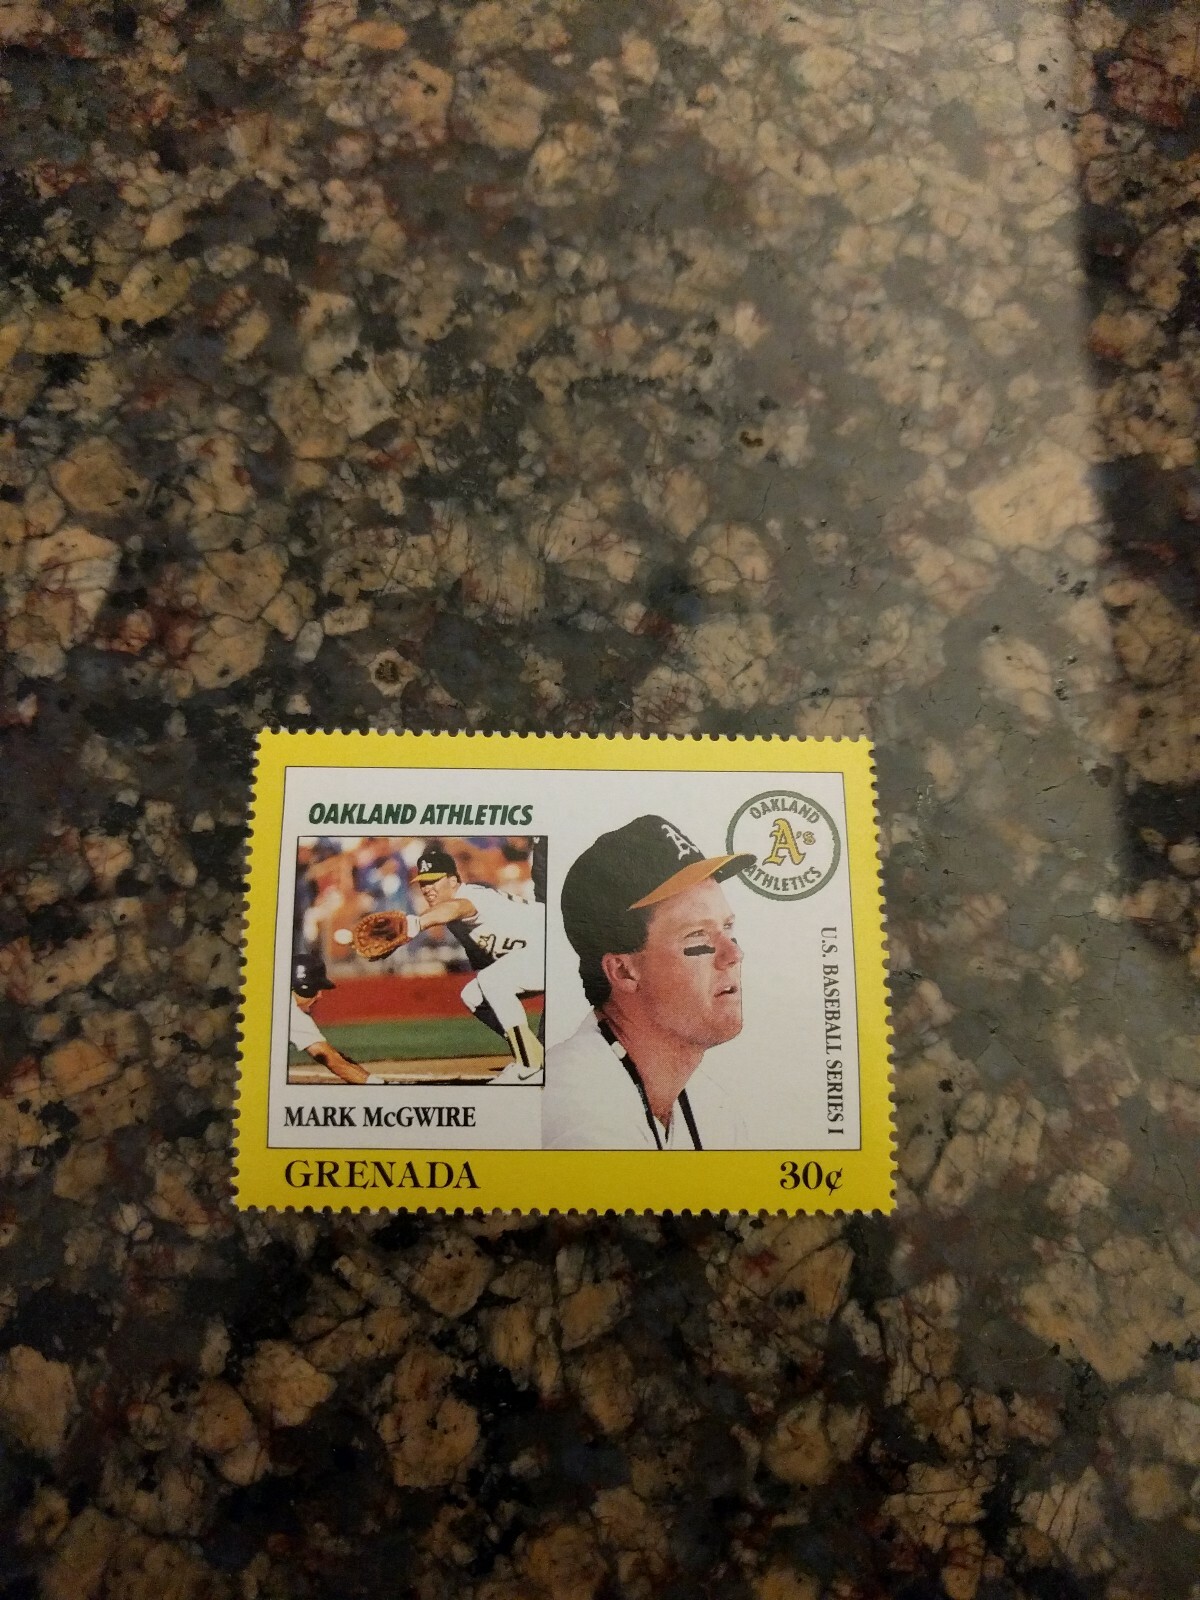 OAKLAND ATHLETICS
OAKLAND
A's
ATHLETICS
A's
A's
5
U.S. BASEBALL SERIES I
MARK McGWIRE
GRENADA
30¢